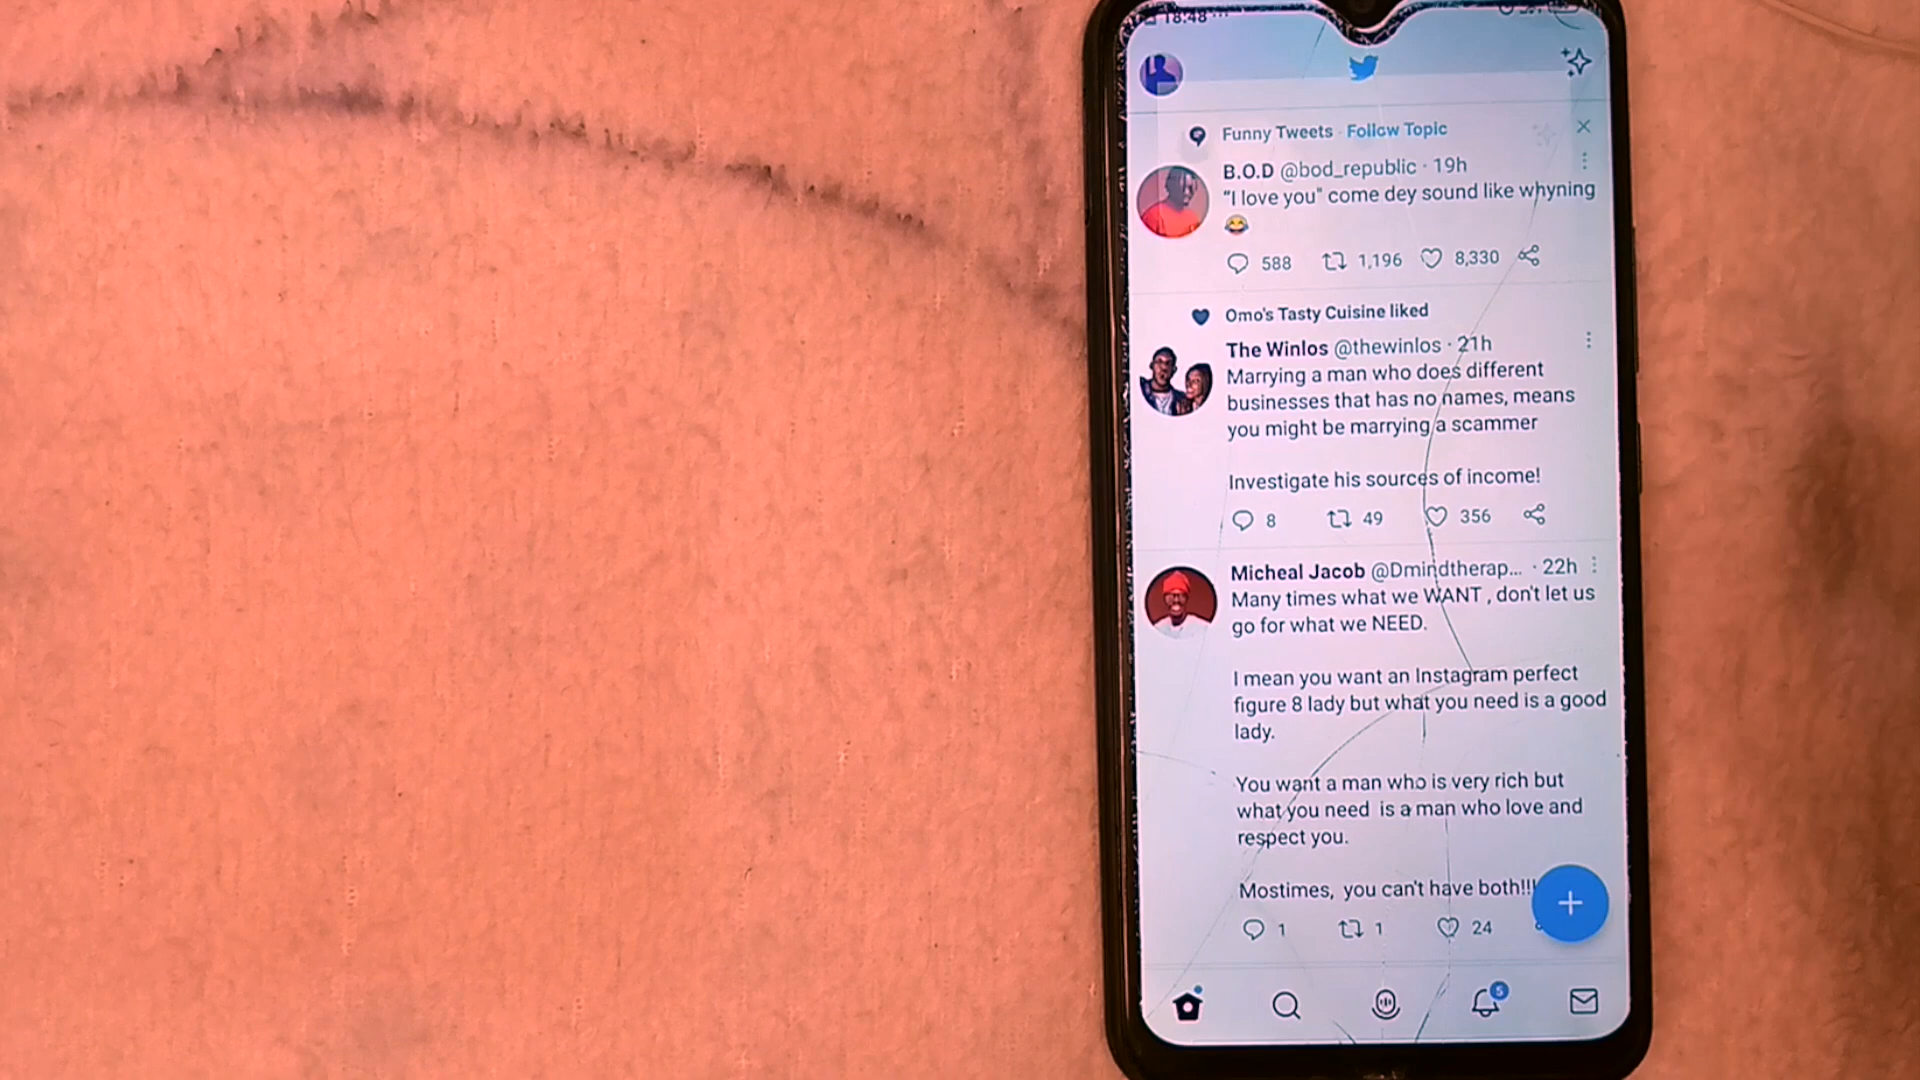 18:48
Funny Tweets · Follow Topic
B.O.D @bod_republic · 19h
“I love you" come dey sound like whyning
😂
588 1,196 8,330
Omo's Tasty Cuisine liked
The Winlos @thewinlos · 21h
Marrying a man who does different
businesses that has no names, means
you might be marrying a scammer
Investigate his sources of income!
8 49 356
Micheal Jacob @Dmindtherap... · 22h
Many times what we WANT , don't let us
go for what we NEED.
I mean you want an Instagram perfect
figure 8 lady but what you need is a good
lady.
You want a man who is very rich but
what you need is a man who love and
respect you.
Mostimes, you can't have both!!!
1 1 24
5